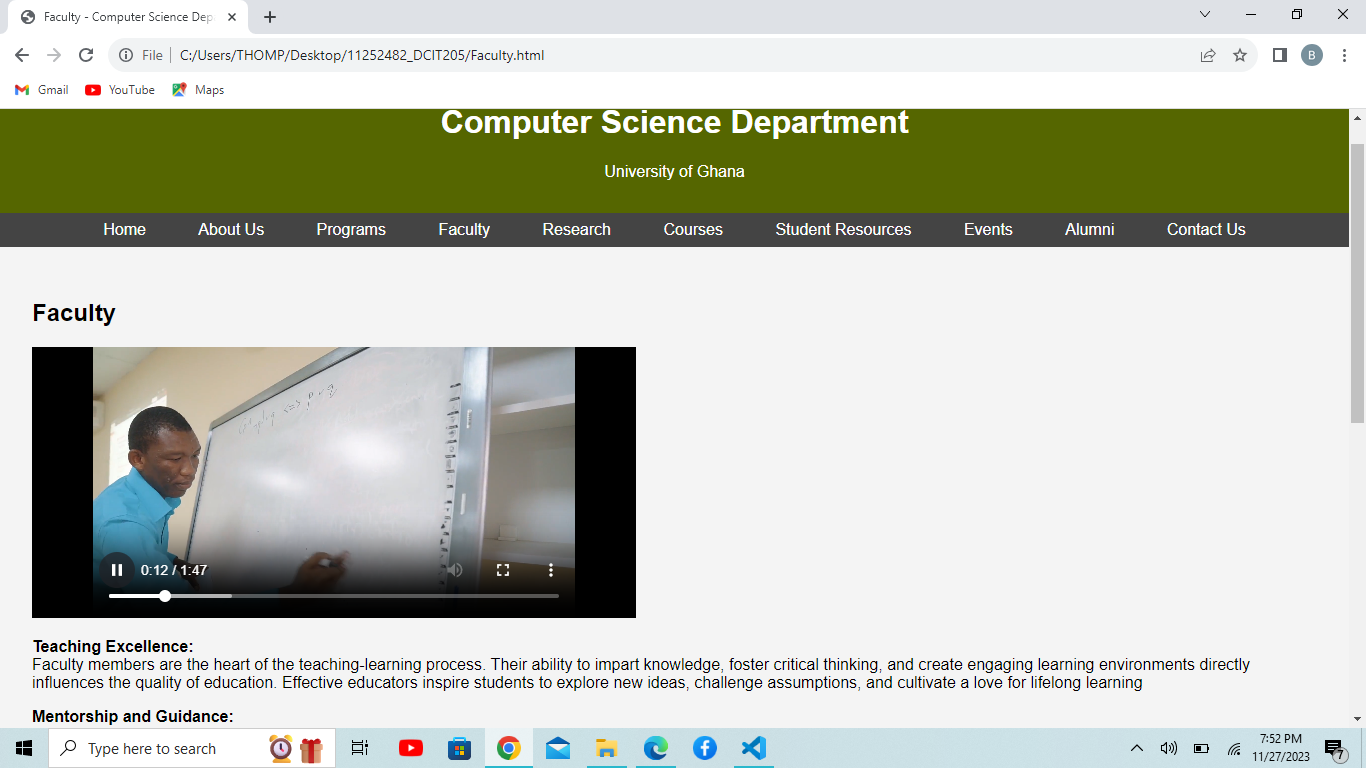 Faculty - Computer Science Dep
File
C:/Users/THOMP/Desktop/11252482_DCIT205/Faculty.html
B
Gmail
YouTube
Maps
Computer Science Department
University of Ghana
Home
About Us
Programs
Faculty
Research
Courses
Student Resources
Events
Alumni
Contact Us
Faculty
0:12 / 1:47
Teaching Excellence:
Faculty members are the heart of the teaching-learning process. Their ability to impart knowledge, foster critical thinking, and create engaging learning environments directly
influences the quality of education. Effective educators inspire students to explore new ideas, challenge assumptions, and cultivate a love for lifelong learning
Mentorship and Guidance:
Type here to search
7:52 PM
11/27/2023
7